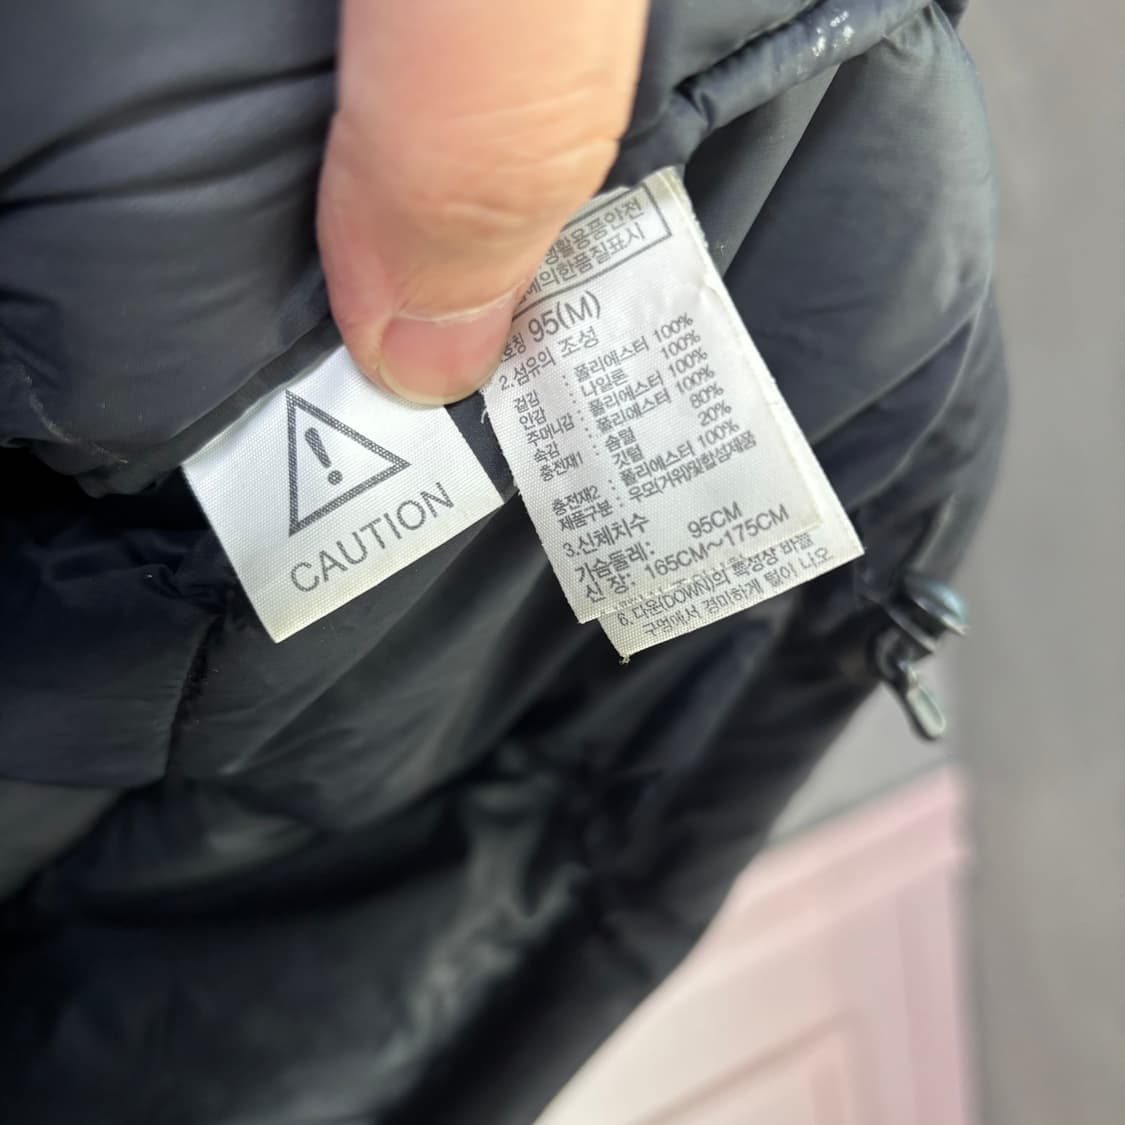 CAUTION
생활용품안전
에의한품질표시
호칭 95(M)
2.섬유의 조성
겉감 : 폴리에스터 100%
안감 : 나일론 100%
주머니감 : 폴리에스터 100%
속감 : 폴리에스터 100%
충전재1 : 솜털 80%
깃털 20%
충전재2 : 폴리에스터 100%
제품구분 : 우모(거위)및합성제품
3.신체치수
가슴둘레: 95CM
신 장: 165CM~175CM
6. 다운(DOWN)의 특성상 바늘
구멍에서 경미하게 털이 나오